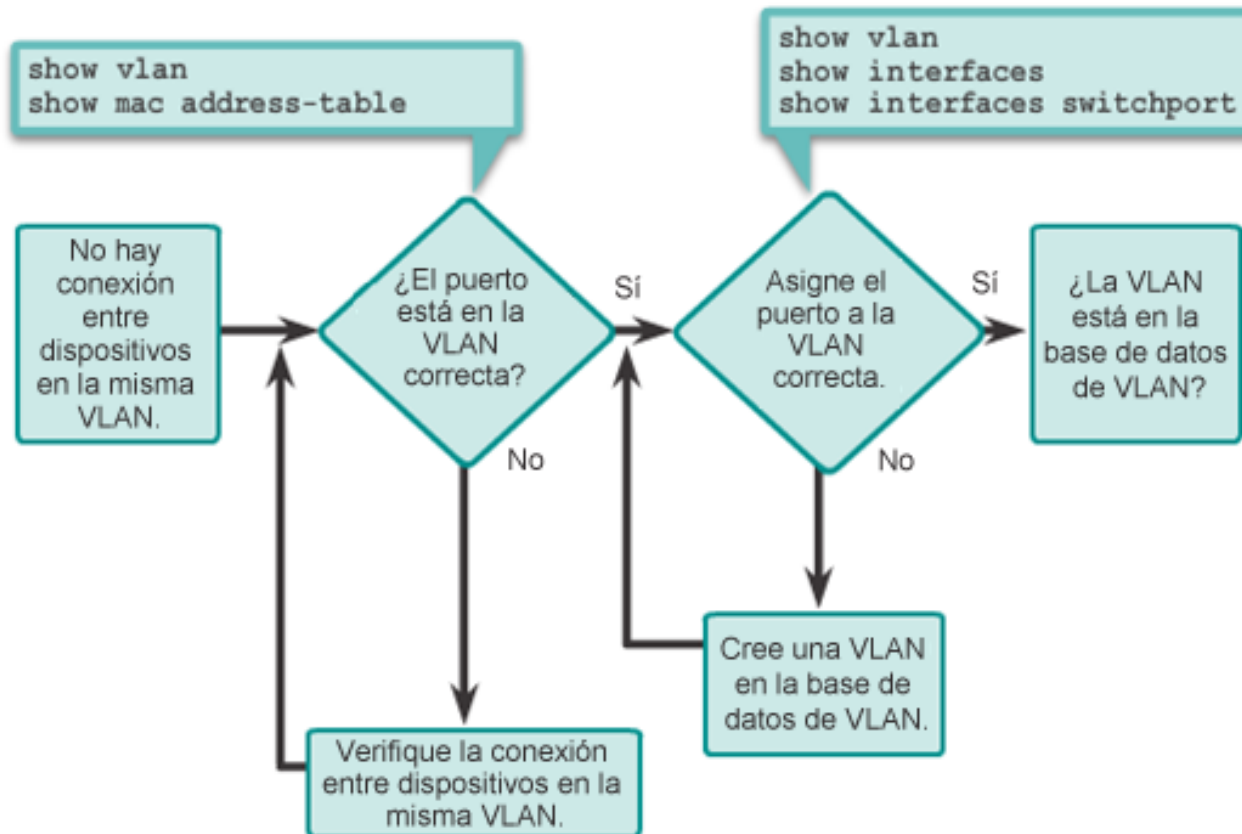 show vlan
show mac address-table
show vlan
show interfaces
show interfaces switchport
No hay
conexión
entre
dispositivos
en la misma
VLAN.
¿El puerto
está en la
VLAN
correcta?
Sí
No
Asigne el
puerto a la
VLAN
correcta.
Sí
No
¿La VLAN
está en la
base de datos
de VLAN?
Cree una VLAN
en la base de
datos de VLAN.
Verifique la conexión
entre dispositivos en la
misma VLAN.